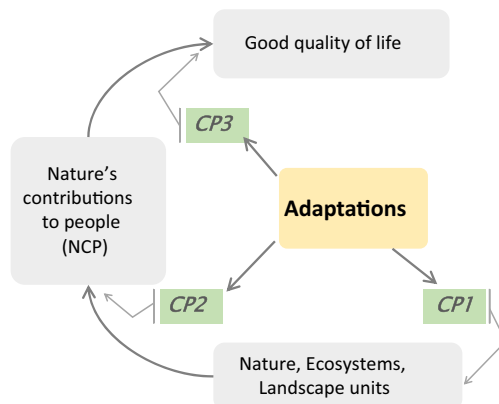 Good quality of life
CP3
Nature's
contributions
to people
(NCP)
Adaptations
CP2
CP1
Nature, Ecosystems,
Landscape units